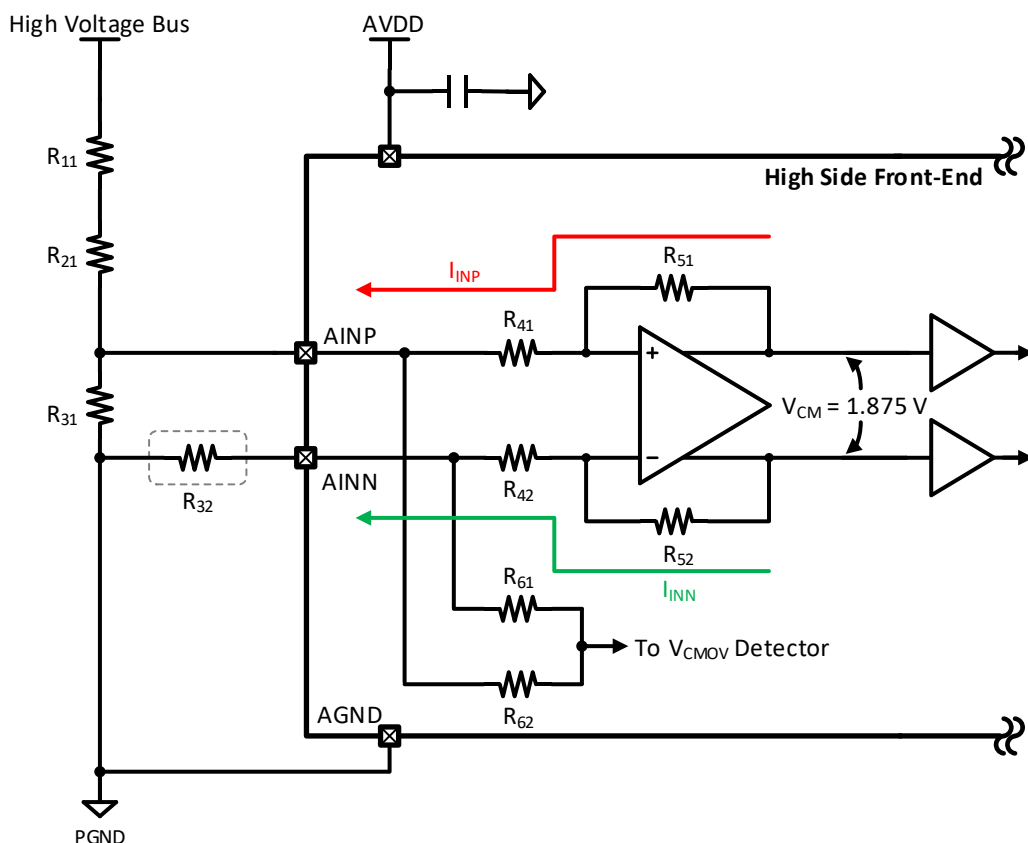 High Voltage Bus
AVDD
R11
High Side Front-End
R21
IINP
R51
AINP
R41
+
R31
VCM = 1.875 V
R32
AINN
R42
−
R52
R61
IINN
To VCMOV Detector
AGND
R62
PGND